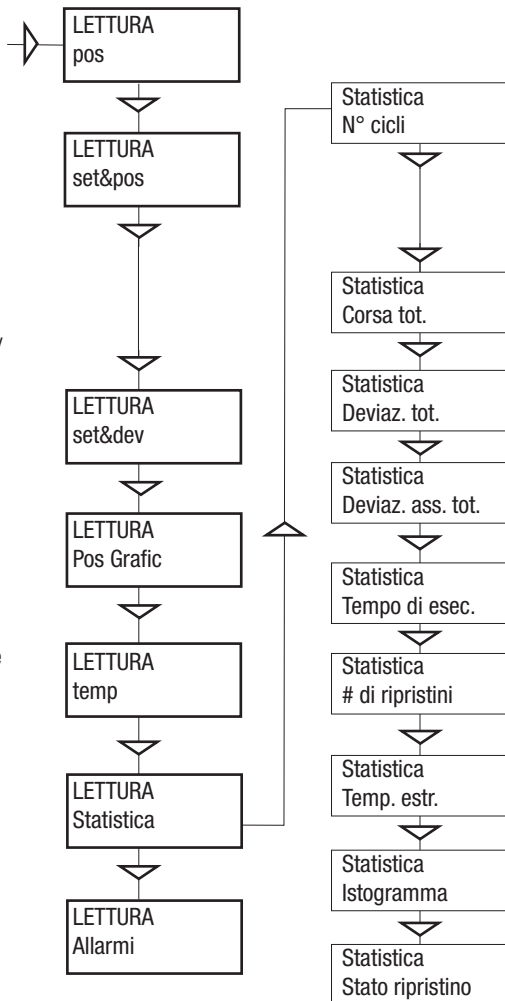 LETTURA
pos
LETTURA
set&pos
LETTURA
set&dev
LETTURA
Pos Grafic
LETTURA
temp
LETTURA
Statistica
LETTURA
Allarmi
Statistica
N° cicli
Statistica
Corsa tot.
Statistica
Deviaz. tot.
Statistica
Deviaz. ass. tot.
Statistica
Tempo di esec.
Statistica
# di ripristini
Statistica
Temp. estr.
Statistica
Istogramma
Statistica
Stato ripristino